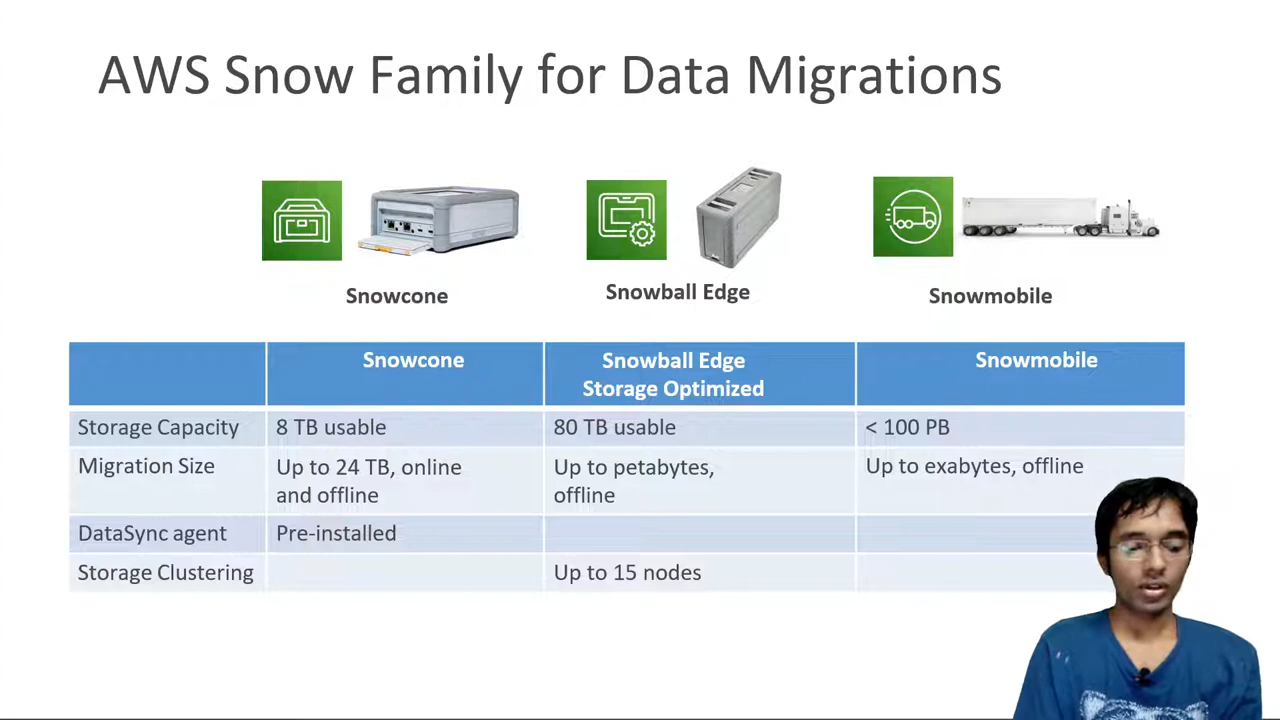 AWS Snow Family for Data Migrations
Snowcone
Snowball Edge
Snowmobile
Snowcone
Snowball Edge
Storage Optimized
Snowmobile
Storage Capacity
8 TB usable
80 TB usable
< 100 PB
Migration Size
Up to 24 TB, online
and offline
Up to petabytes,
offline
Up to exabytes, offline
DataSync agent
Pre-installed
Storage Clustering
Up to 15 nodes